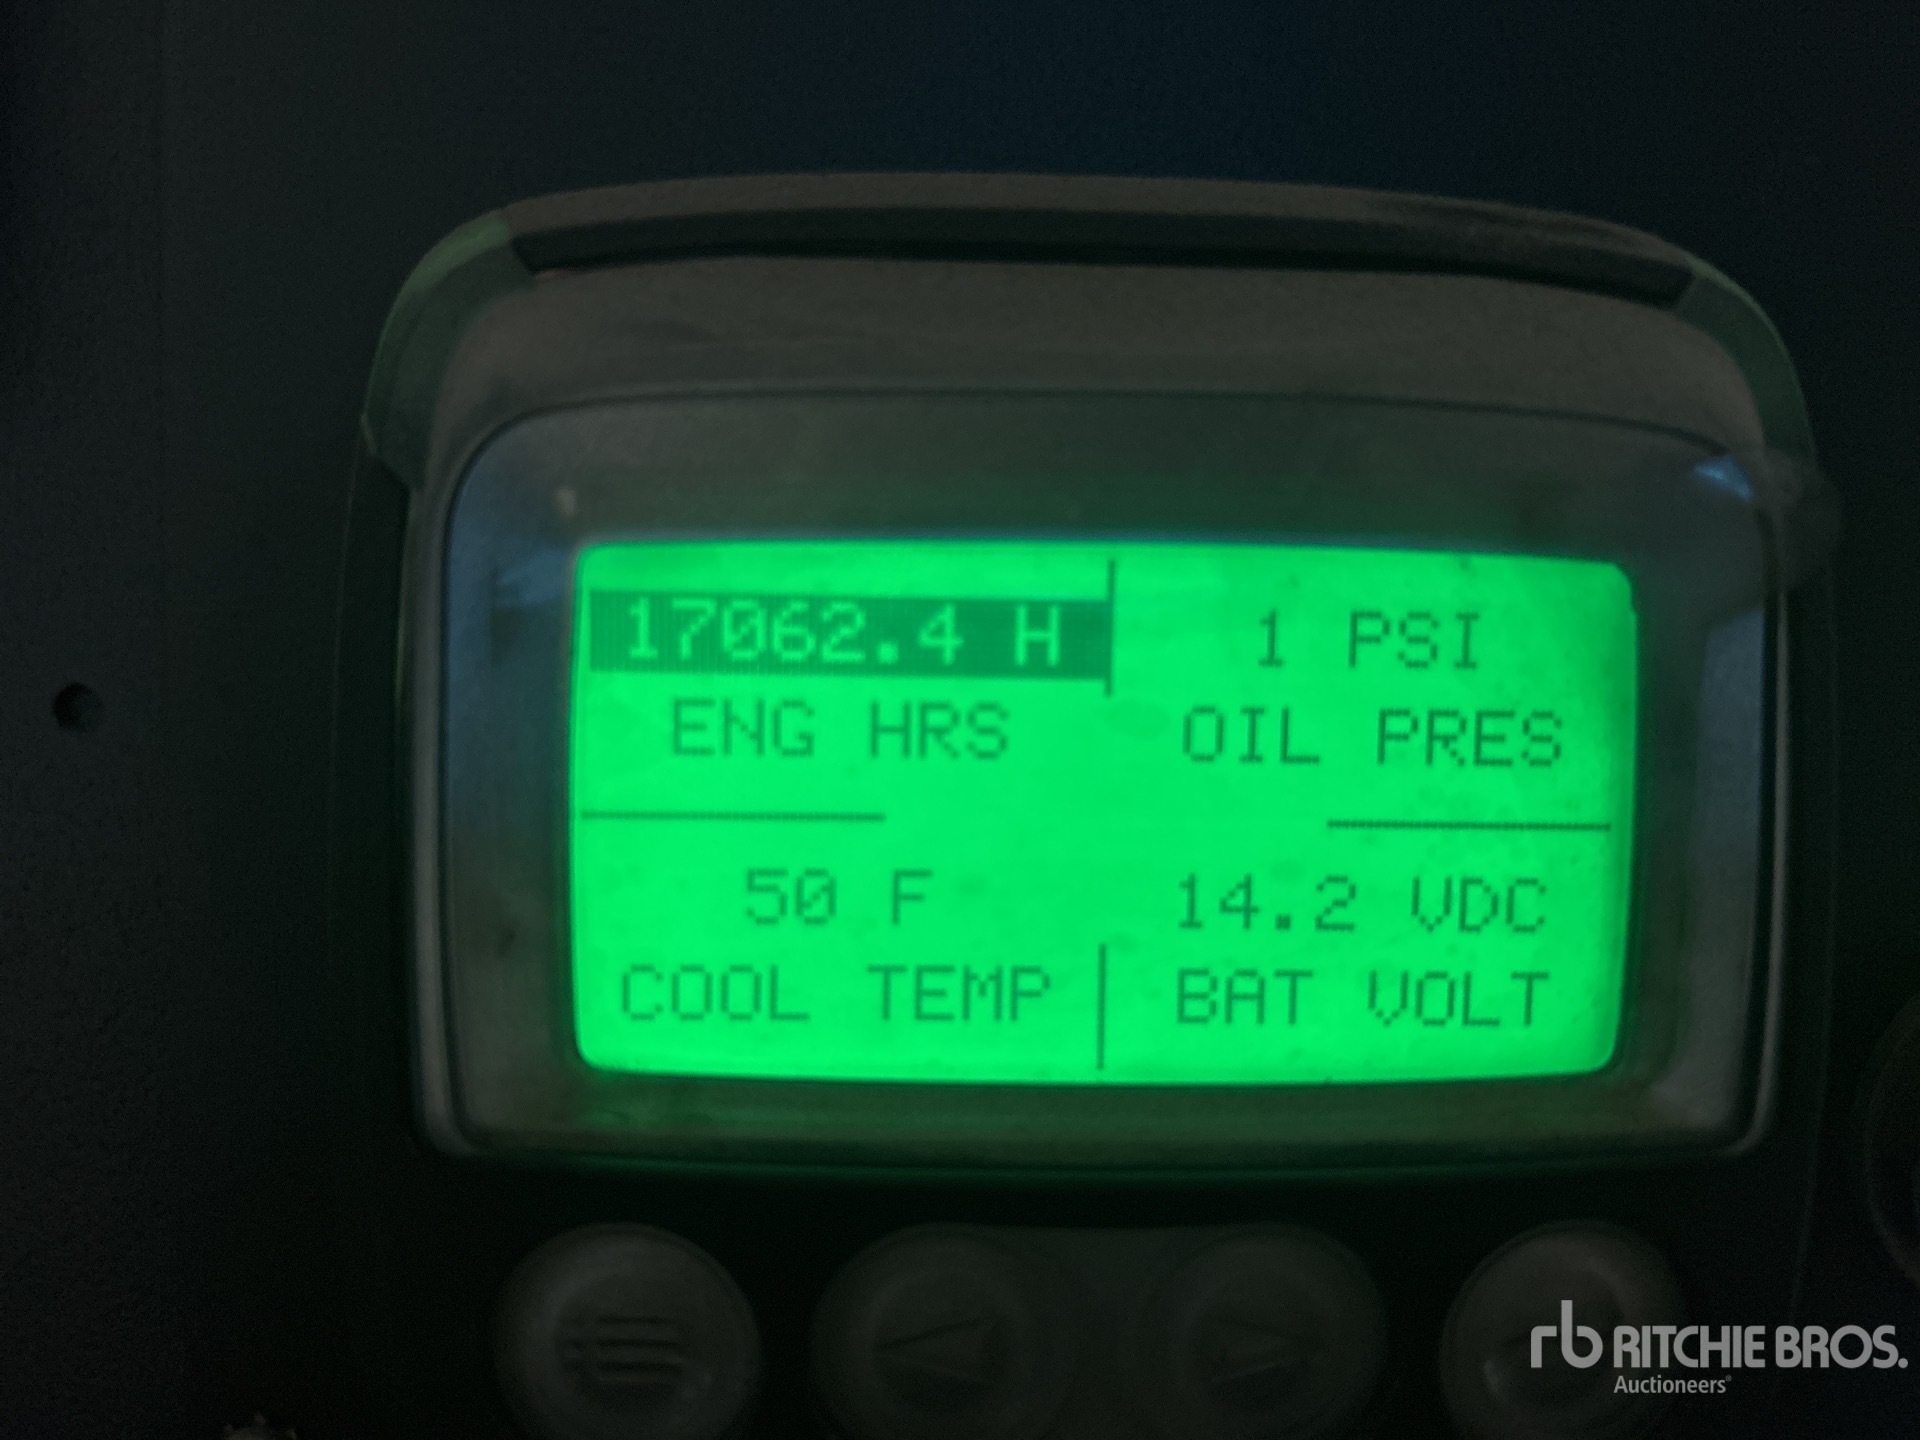 17062.4 H
ENG HRS
1 PSI
OIL PRES
50 F
COOL TEMP
14.2 VDC
BAT VOLT
rb RITCHIE BROS.
Auctioneers®